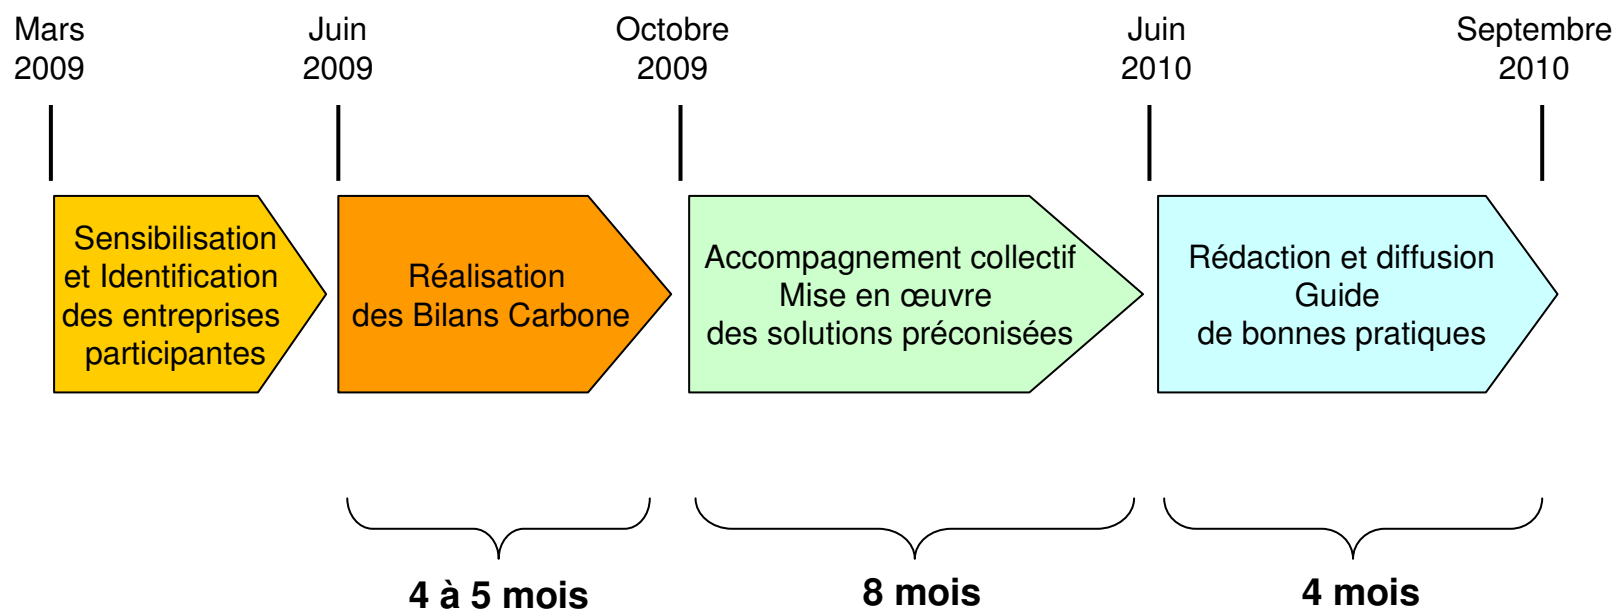 Mars
2009
Juin
2009
Octobre
2009
Juin
2010
Septembre
2010
Sensibilisation
et Identification
des entreprises
participantes
Réalisation
des Bilans Carbone
Accompagnement collectif
Mise en œuvre
des solutions préconisées
Rédaction et diffusion
Guide
de bonnes pratiques
4 à 5 mois
8 mois
4 mois